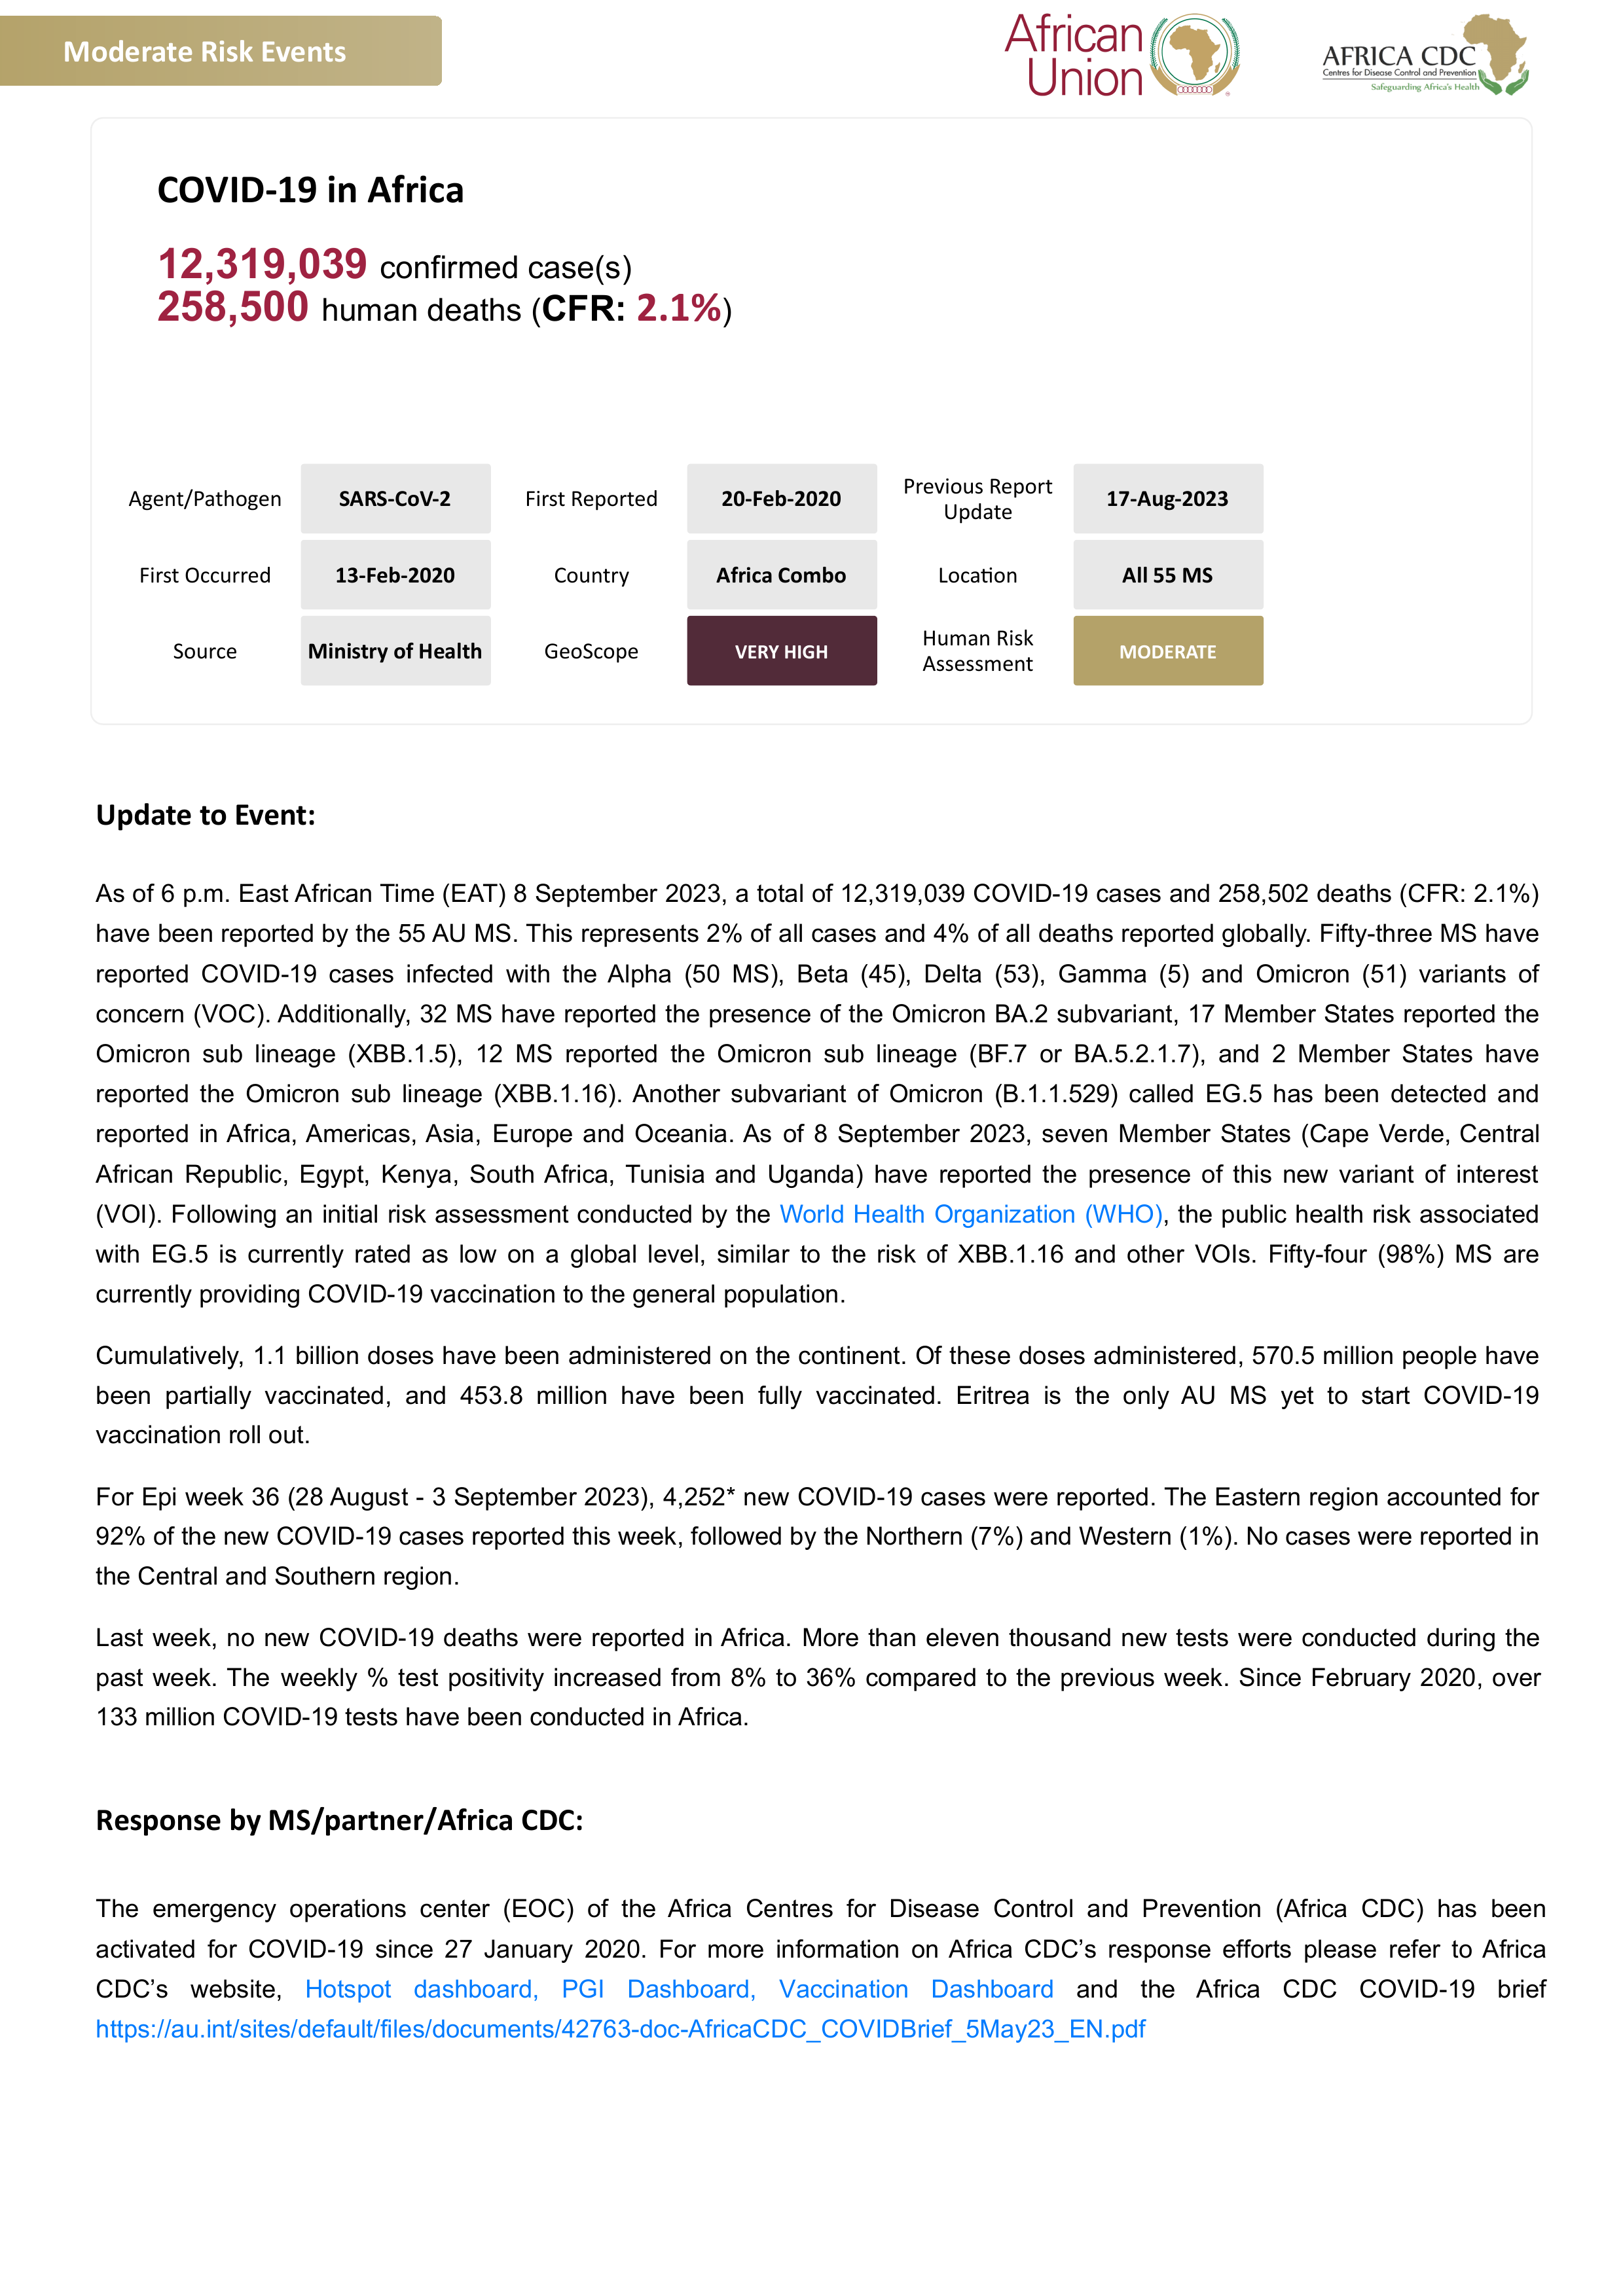 Moderate Risk Events
African
Union
AFRICA CDC
Centres for Disease Control and Prevention
Safeguarding Africa's Health
COVID-19 in Africa
12,319,039 confirmed case(s)
258,500 human deaths (CFR: 2.1%)
Agent/Pathogen SARS-CoV-2 First Reported 20-Feb-2020 Previous Report Update 17-Aug-2023
First Occurred 13-Feb-2020 Country Africa Combo Location All 55 MS
Source Ministry of Health GeoScope VERY HIGH Human Risk Assessment MODERATE
Update to Event:
As of 6 p.m. East African Time (EAT) 8 September 2023, a total of 12,319,039 COVID-19 cases and 258,502 deaths (CFR: 2.1%)
have been reported by the 55 AU MS. This represents 2% of all cases and 4% of all deaths reported globally. Fifty-three MS have
reported COVID-19 cases infected with the Alpha (50 MS), Beta (45), Delta (53), Gamma (5) and Omicron (51) variants of
concern (VOC). Additionally, 32 MS have reported the presence of the Omicron BA.2 subvariant, 17 Member States reported the
Omicron sub lineage (XBB.1.5), 12 MS reported the Omicron sub lineage (BF.7 or BA.5.2.1.7), and 2 Member States have
reported the Omicron sub lineage (XBB.1.16). Another subvariant of Omicron (B.1.1.529) called EG.5 has been detected and
reported in Africa, Americas, Asia, Europe and Oceania. As of 8 September 2023, seven Member States (Cape Verde, Central
African Republic, Egypt, Kenya, South Africa, Tunisia and Uganda) have reported the presence of this new variant of interest
(VOI). Following an initial risk assessment conducted by the World Health Organization (WHO), the public health risk associated
with EG.5 is currently rated as low on a global level, similar to the risk of XBB.1.16 and other VOIs. Fifty-four (98%) MS are
currently providing COVID-19 vaccination to the general population.
Cumulatively, 1.1 billion doses have been administered on the continent. Of these doses administered, 570.5 million people have
been partially vaccinated, and 453.8 million have been fully vaccinated. Eritrea is the only AU MS yet to start COVID-19
vaccination roll out.
For Epi week 36 (28 August - 3 September 2023), 4,252* new COVID-19 cases were reported. The Eastern region accounted for
92% of the new COVID-19 cases reported this week, followed by the Northern (7%) and Western (1%). No cases were reported in
the Central and Southern region.
Last week, no new COVID-19 deaths were reported in Africa. More than eleven thousand new tests were conducted during the
past week. The weekly % test positivity increased from 8% to 36% compared to the previous week. Since February 2020, over
133 million COVID-19 tests have been conducted in Africa.
Response by MS/partner/Africa CDC:
The emergency operations center (EOC) of the Africa Centres for Disease Control and Prevention (Africa CDC) has been
activated for COVID-19 since 27 January 2020. For more information on Africa CDC’s response efforts please refer to Africa
CDC’s website, Hotspot dashboard, PGI Dashboard, Vaccination Dashboard and the Africa CDC COVID-19 brief
https://au.int/sites/default/files/documents/42763-doc-AfricaCDC_COVIDBrief_5May23_EN.pdf